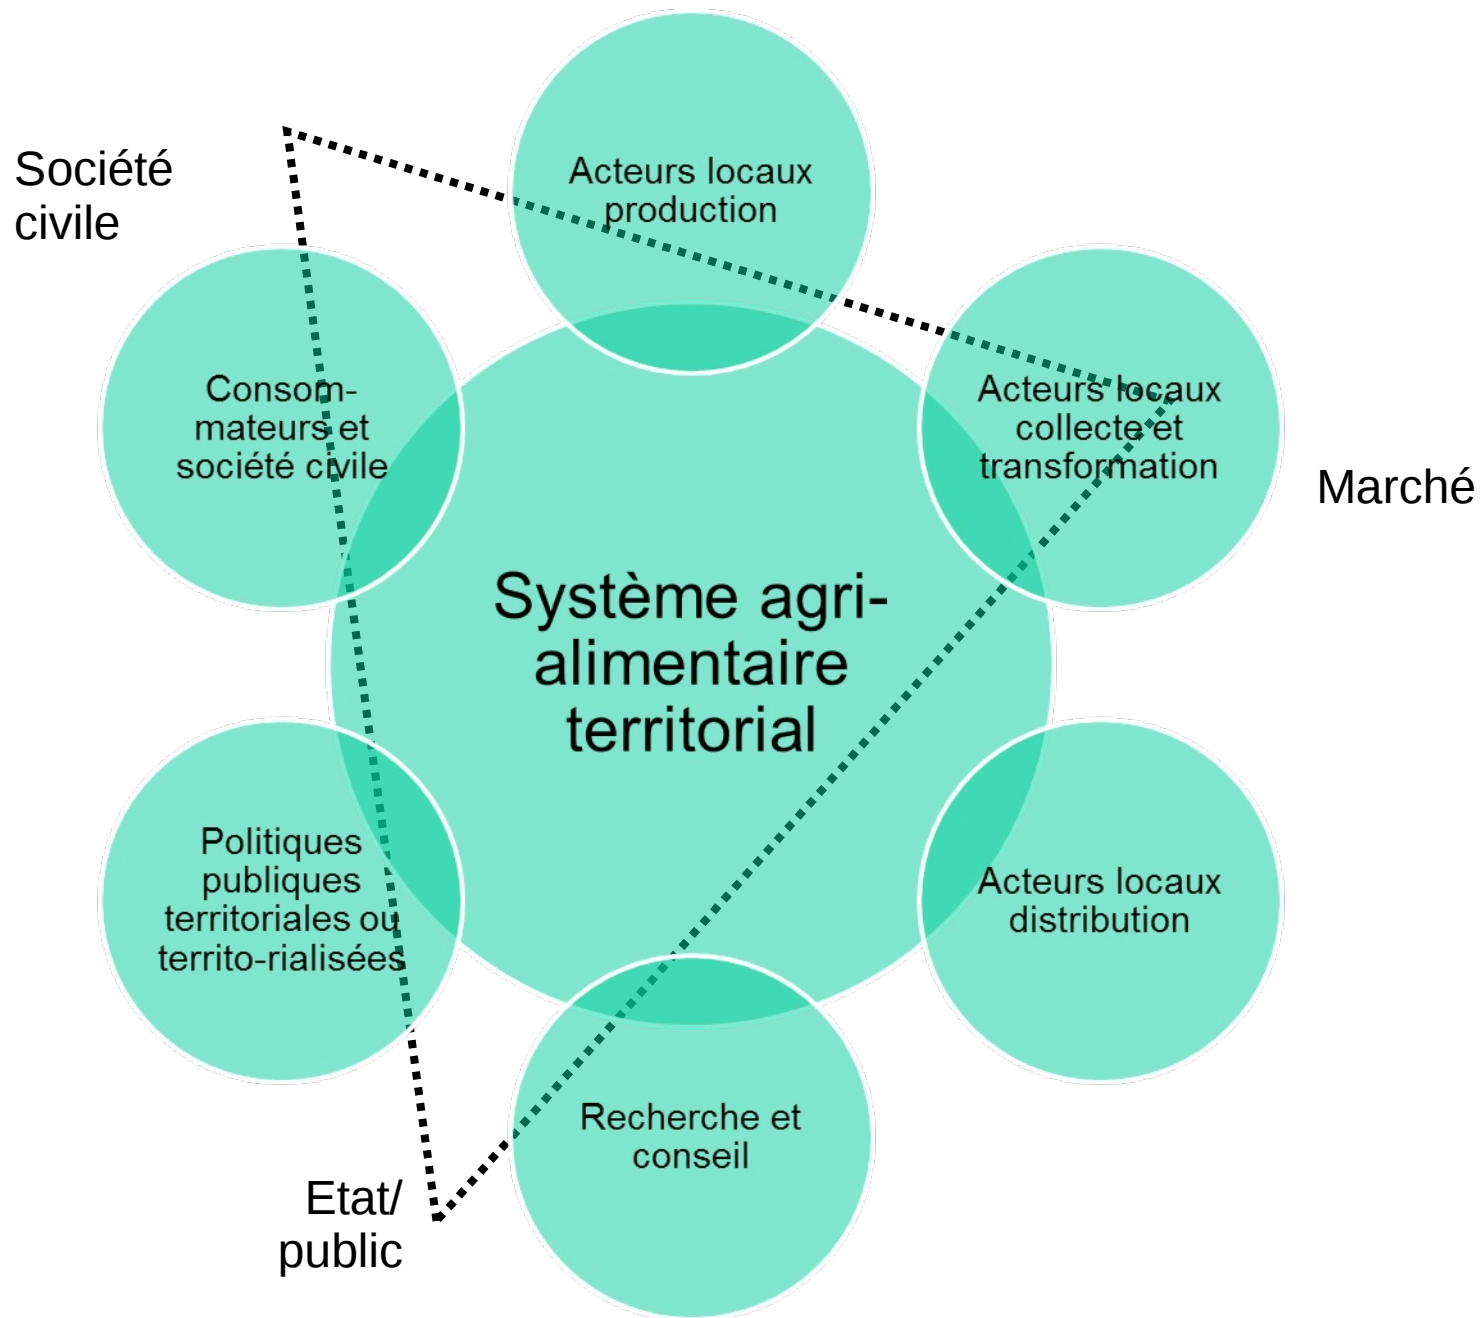 Acteurs locaux
production
Société
civile
Consom-
mateurs et
société civile
Acteurs locaux
collecte et
transformation
Marché
Système agri-
alimentaire
territorial
Politiques
publiques
territoriales ou
territo-rialisées
Acteurs locaux
distribution
Recherche et
conseil
Etat/
public